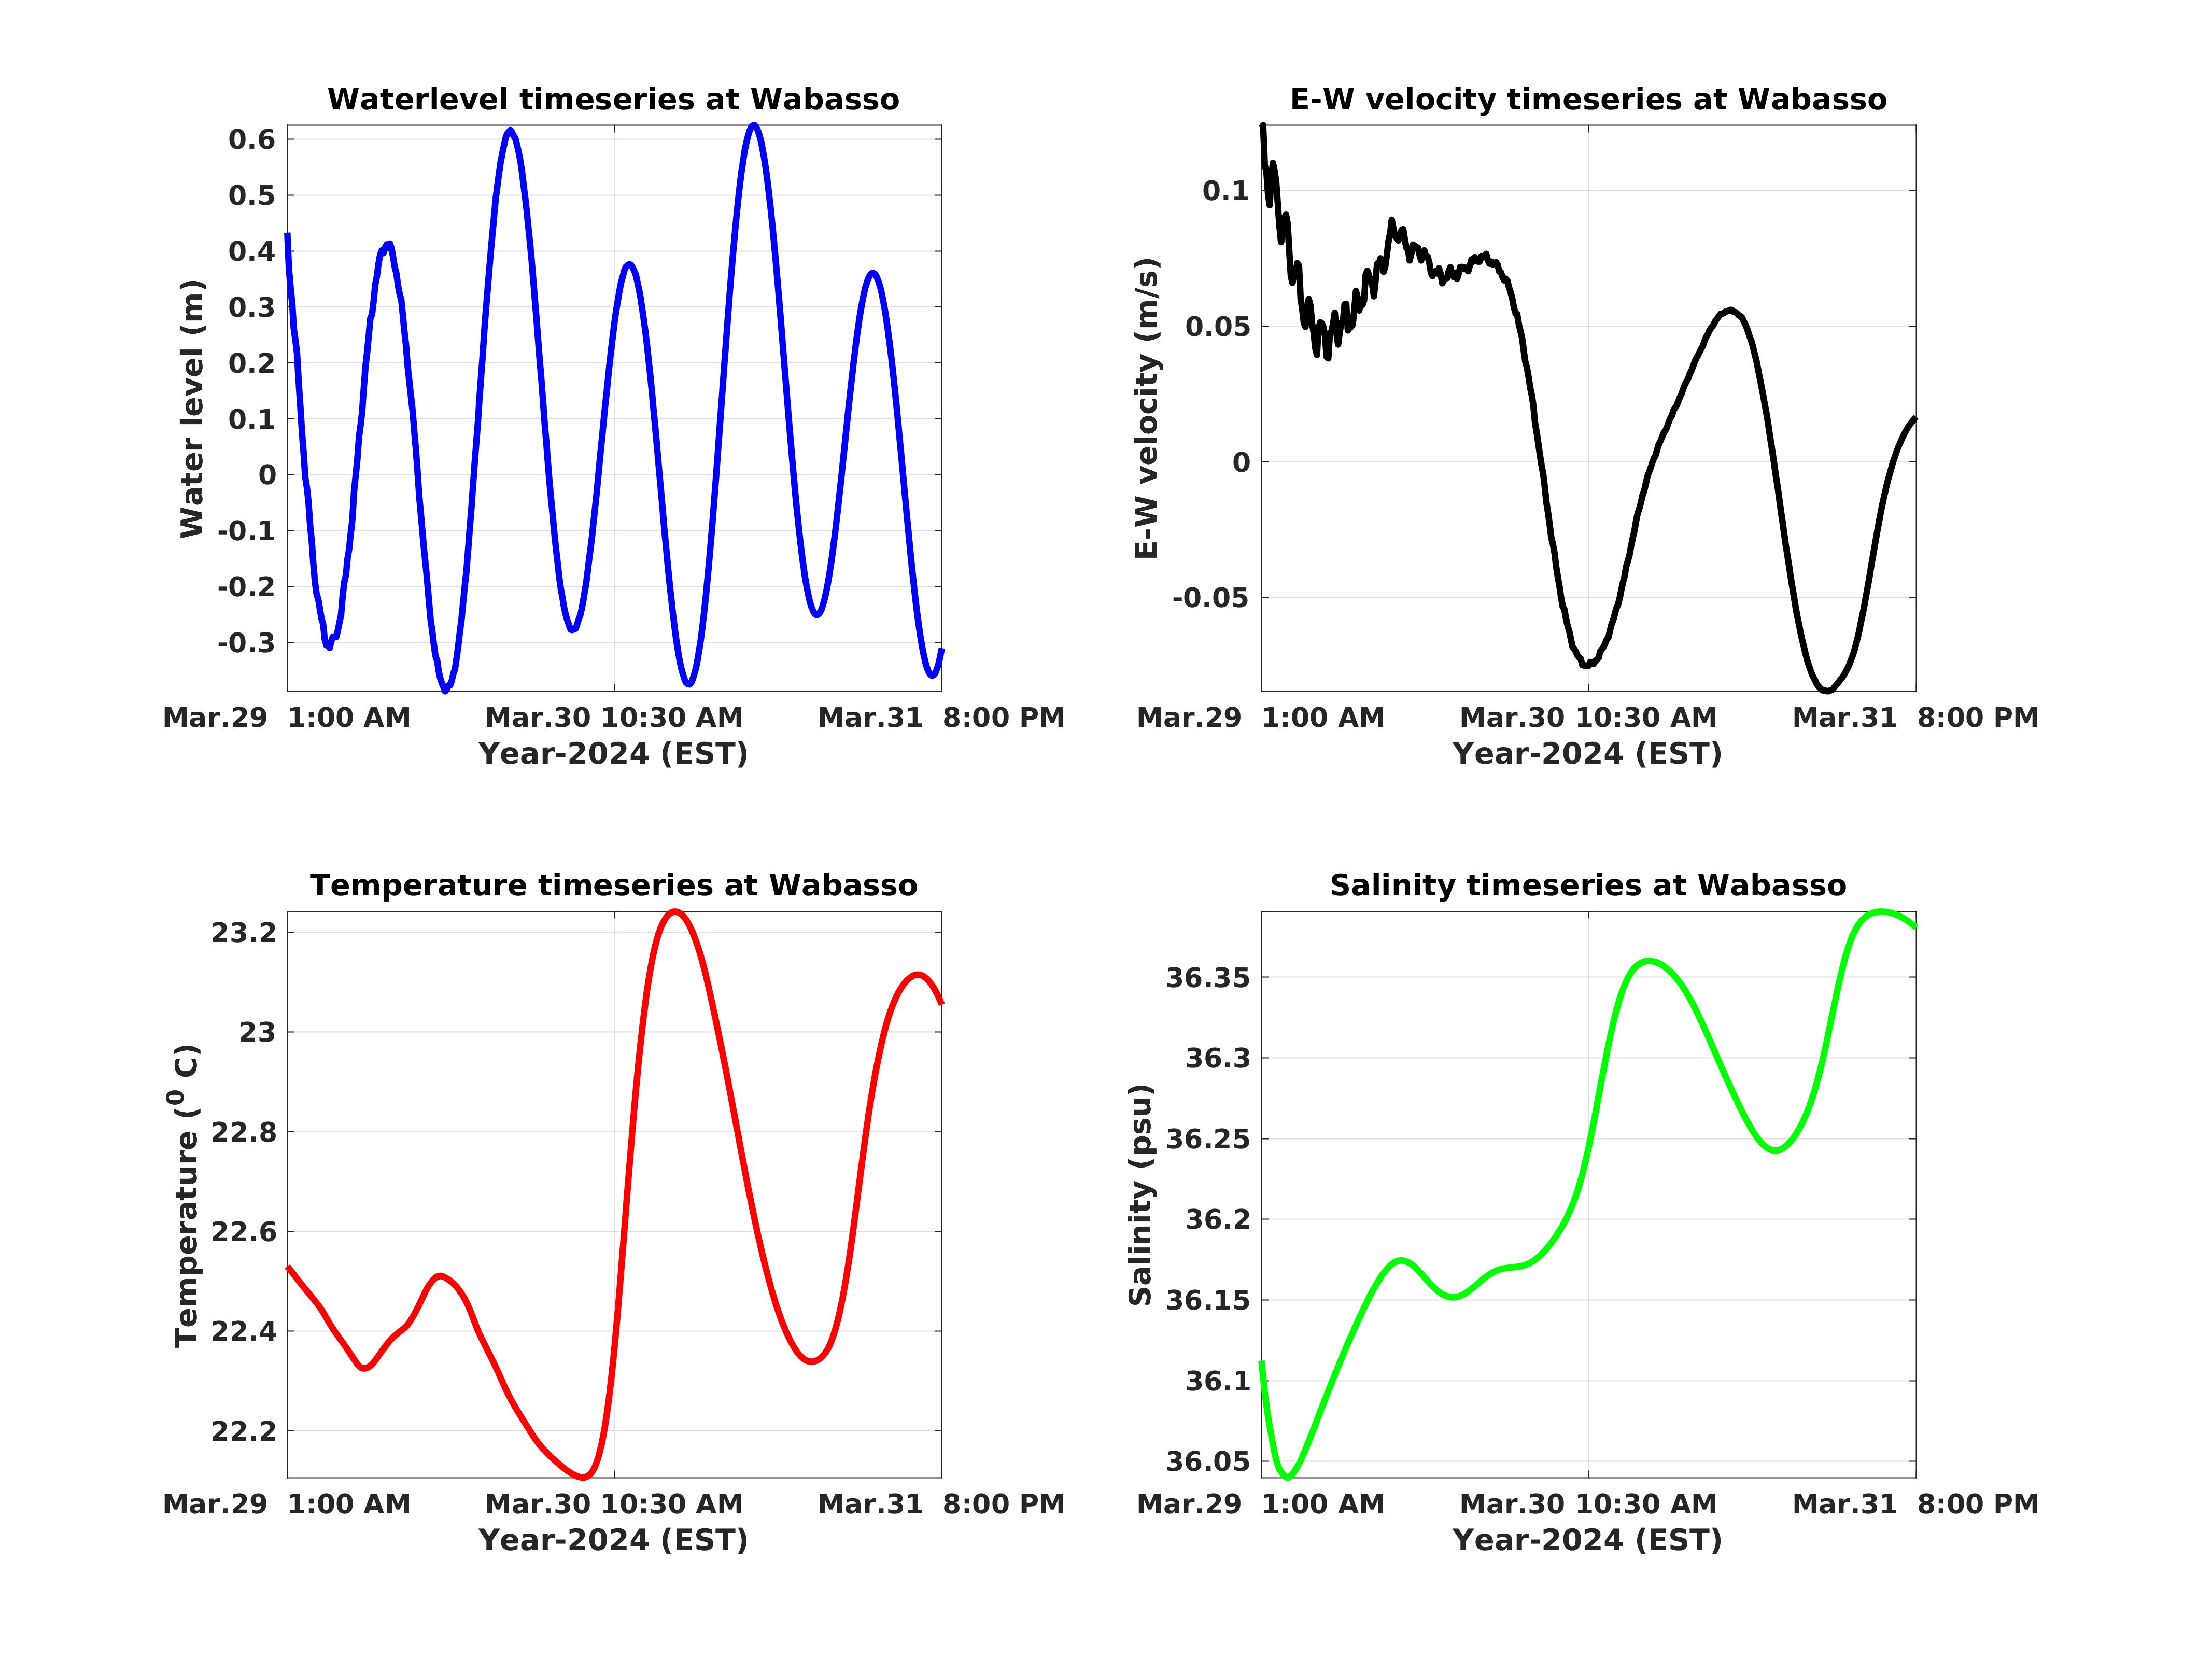 Waterlevel timeseries at Wabasso
0.6
0.5
0.4
0.3
0.2
0.1
0
-0.1
-0.2
-0.3
Water level (m)
Mar.29 1:00 AM Mar.30 10:30 AM Mar.31 8:00 PM
Year-2024 (EST)
E-W velocity timeseries at Wabasso
0.1
0.05
0
-0.05
E-W velocity (m/s)
Mar.29 1:00 AM Mar.30 10:30 AM Mar.31 8:00 PM
Year-2024 (EST)
Temperature timeseries at Wabasso
23.2
23
22.8
22.6
22.4
22.2
Temperature (⁰ C)
Mar.29 1:00 AM Mar.30 10:30 AM Mar.31 8:00 PM
Year-2024 (EST)
Salinity timeseries at Wabasso
36.35
36.3
36.25
36.2
36.15
36.1
36.05
Salinity (psu)
Mar.29 1:00 AM Mar.30 10:30 AM Mar.31 8:00 PM
Year-2024 (EST)